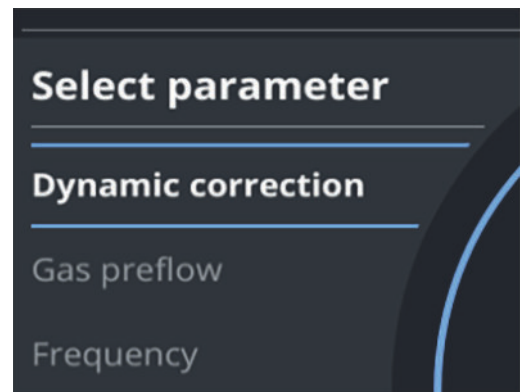 Select parameter
Dynamic correction
Gas preflow
Frequency